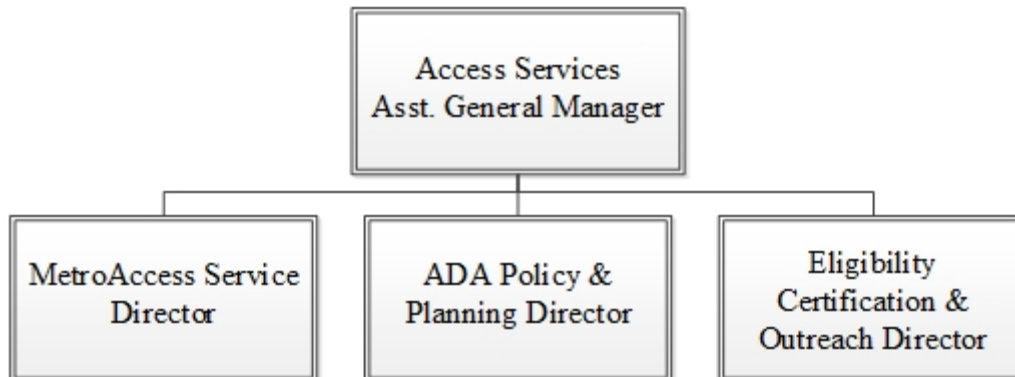 Access Services
Asst. General Manager
MetroAccess Service
Director
ADA Policy &
Planning Director
Eligibility
Certification &
Outreach Director